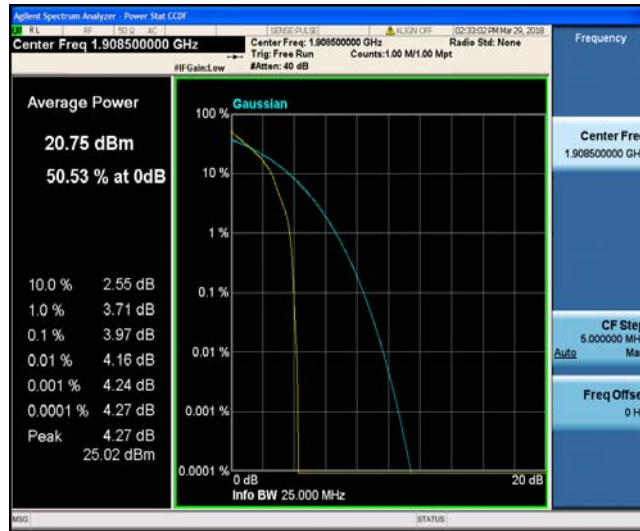 Agilent Spectrum Analyzer - Power Stat CCDF
RL RF 50 Ω AC SENSE:PULSE ALIGN OFF 02:33:02 PM Mar 29, 2018
Center Freq 1.908500000 GHz
Center Freq: 1.908500000 GHz Radio Std: None
Trig: Free Run Counts:1.00 M/1.00 Mpt
#IFGain:Low #Atten: 40 dB
Average Power
20.75 dBm
50.53 % at 0dB
10.0 % 2.55 dB
1.0 % 3.71 dB
0.1 % 3.97 dB
0.01 % 4.16 dB
0.001 % 4.24 dB
0.0001 % 4.27 dB
Peak 4.27 dB
25.02 dBm
Gaussian
100 %
10 %
1 %
0.1 %
0.01 %
0.001 %
0.0001 %
0 dB 20 dB
Info BW 25.000 MHz
Frequency
Center Fre
1.908500000 GH
CF Step
5.000000 MH
Auto Ma
Freq Offse
0 H
MSG STATUS